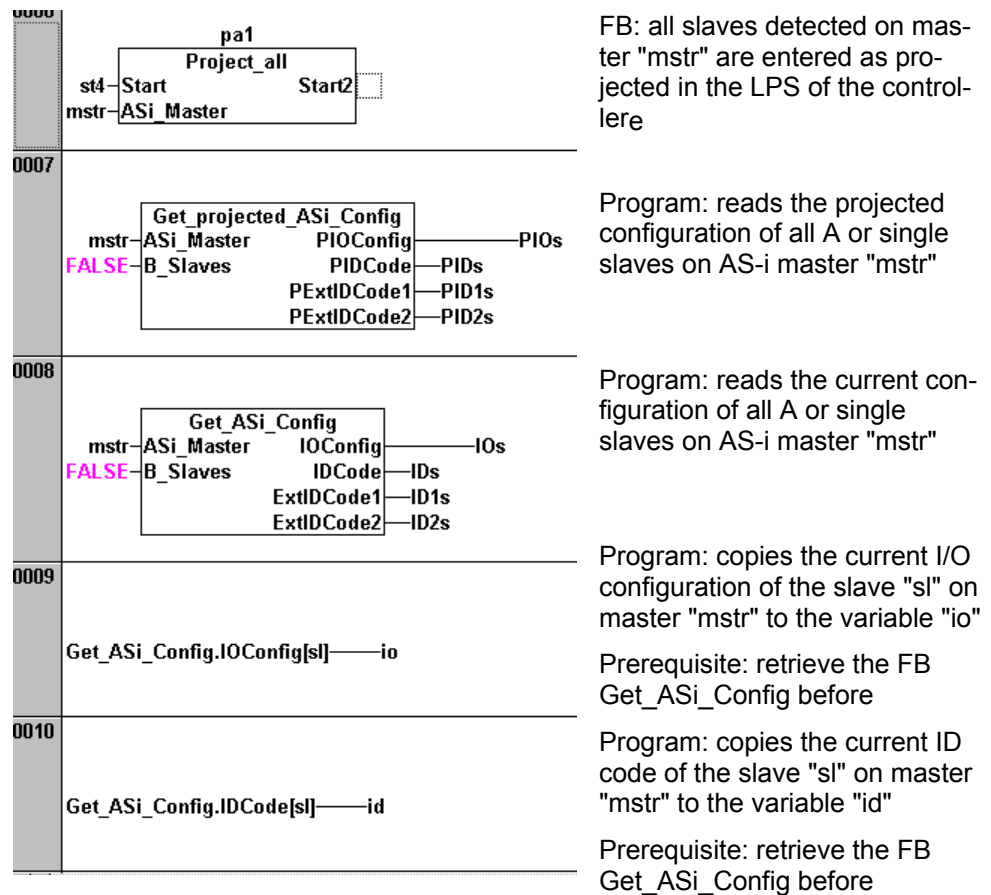 pa1
Project_all
st4 Start Start2
mstr ASi_Master
FB: all slaves detected on mas-
ter "mstr" are entered as pro-
jected in the LPS of the control-
lere
0007
Get_projected_ASi_Config
mstr ASi_Master PIOConfig PIOs
FALSE B_Slaves PIDCode PIDs
PExtIDCode1 PID1s
PExtIDCode2 PID2s
Program: reads the projected
configuration of all A or single
slaves on AS-i master "mstr"
0008
Get_ASi_Config
mstr ASi_Master IOConfig IOs
FALSE B_Slaves IDCode IDs
ExtIDCode1 ID1s
ExtIDCode2 ID2s
Program: reads the current con-
figuration of all A or single
slaves on AS-i master "mstr"
0009
Get_ASi_Config.IOConfig[sl] io
Program: copies the current I/O
configuration of the slave "sl" on
master "mstr" to the variable "io"
Prerequisite: retrieve the FB
Get_ASi_Config before
0010
Get_ASi_Config.IDCode[sl] id
Program: copies the current ID
code of the slave "sl" on master
"mstr" to the variable "id"
Prerequisite: retrieve the FB
Get_ASi_Config before